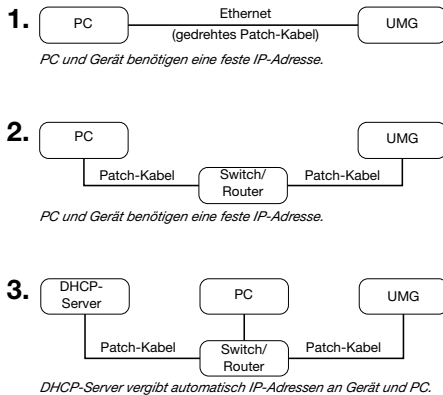 1.
PC
Ethernet
(gedrehtes Patch-Kabel)
UMG
PC und Gerät benötigen eine feste IP-Adresse.
2.
PC
UMG
Patch-Kabel
Switch/
Router
Patch-Kabel
PC und Gerät benötigen eine feste IP-Adresse.
3.
DHCP-
Server
PC
UMG
Patch-Kabel
Switch/
Router
Patch-Kabel
DHCP-Server vergibt automatisch IP-Adressen an Gerät und PC.